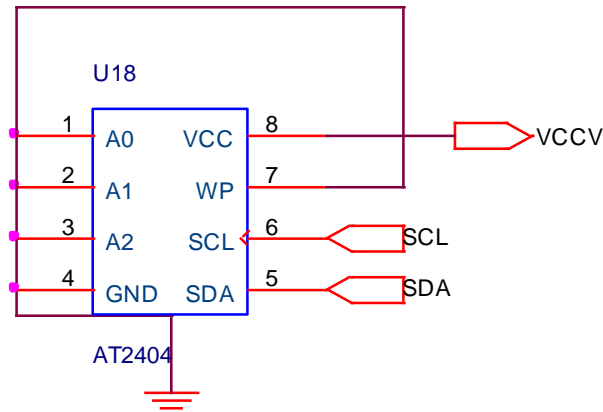 U18
1 A0 VCC 8 VCCV
2 A1 WP 7
3 A2 SCL 6 SCL
4 GND SDA 5 SDA
AT2404